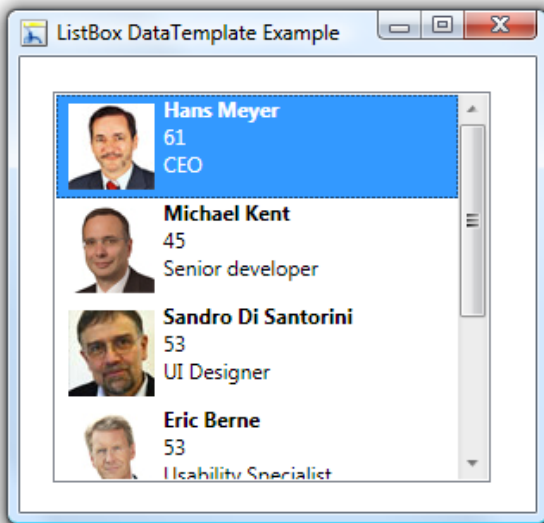 ListBox DataTemplate Example
Hans Meyer
61
CEO
Michael Kent
45
Senior developer
Sandro Di Santorini
53
UI Designer
Eric Berne
53
Usability Specialist